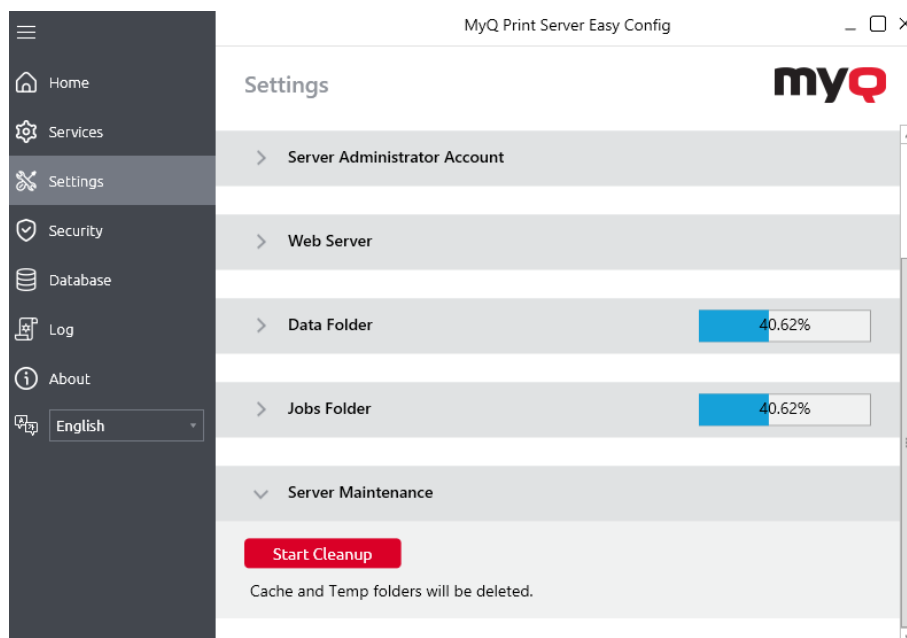 MyQ Print Server Easy Config
Home
Services
Settings
Security
Database
Log
About
English
Settings
myQ
Server Administrator Account
Web Server
Data Folder
40.62%
Jobs Folder
40.62%
Server Maintenance
Start Cleanup
Cache and Temp folders will be deleted.